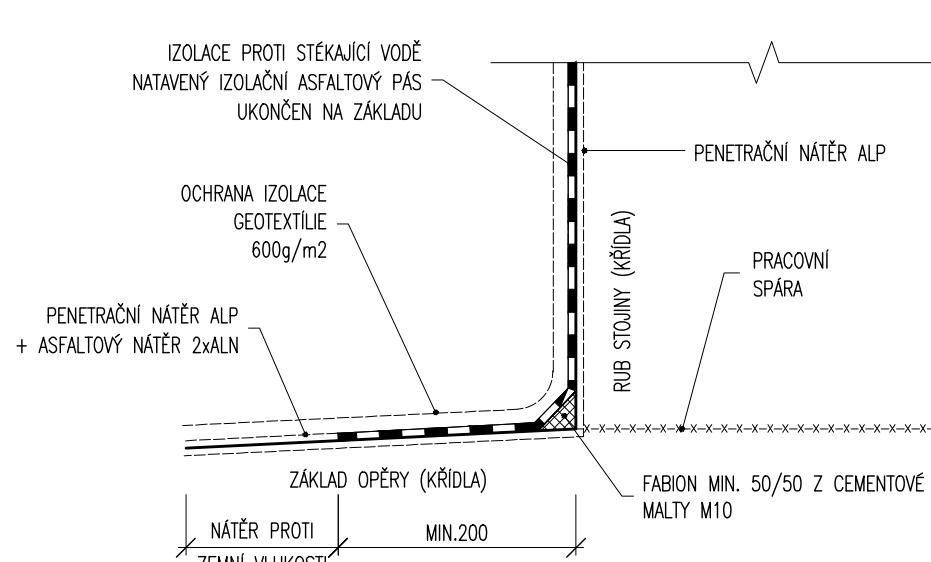 IZOLACE PROTI STÉKAJÍCÍ VODĚ
NATAVENÝ IZOLAČNÍ ASFALTOVÝ PÁS
UKONČEN NA ZÁKLADU
PENETRAČNÍ NÁTĚR ALP
OCHRANA IZOLACE
GEOTEXTÍLIE
600g/m2
RUB STOJINY (KŘÍDLA)
PRACOVNÍ
SPÁRA
PENETRAČNÍ NÁTĚR ALP
+ ASFALTOVÝ NÁTĚR 2xALN
ZÁKLAD OPĚRY (KŘÍDLA)
FABION MIN. 50/50 Z CEMENTOVÉ
MALTY M10
NÁTĚR PROTI
ZEMNÍ VLHKOSTI
MIN.200